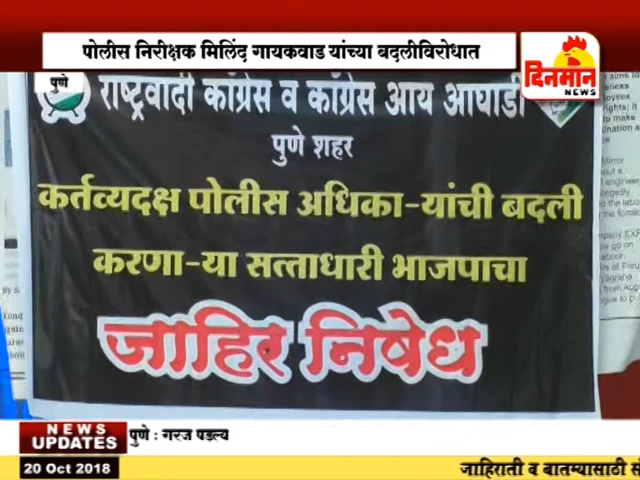 पोलीस निरीक्षक मिलिंद गायकवाड यांच्या बदलीविरोधात
दिनमान
NEWS
पुणे
राष्ट्रवादी काँग्रेस व काँग्रेस आय आघाडी
पुणे शहर
कर्तव्यदक्ष पोलीस अधिका-यांची बदली
करणा-या सत्ताधारी भाजपाचा
जाहिर निषेध
NEWS
UPDATES
पुणे : गरज पडल्य
20 Oct 2018
जाहिराती व बातम्यासाठी सं